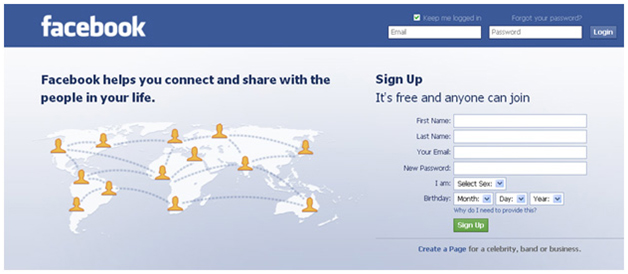 facebook
Keep me logged in
Forgot your password?
Email
Password
Login
Facebook helps you connect and share with the
people in your life.
Sign Up
It's free and anyone can join
First Name:
Last Name:
Your Email:
New Password:
I am: Select Sex:
Birthday: Month: Day: Year:
Why do I need to provide this?
Sign Up
Create a Page for a celebrity, band or business.